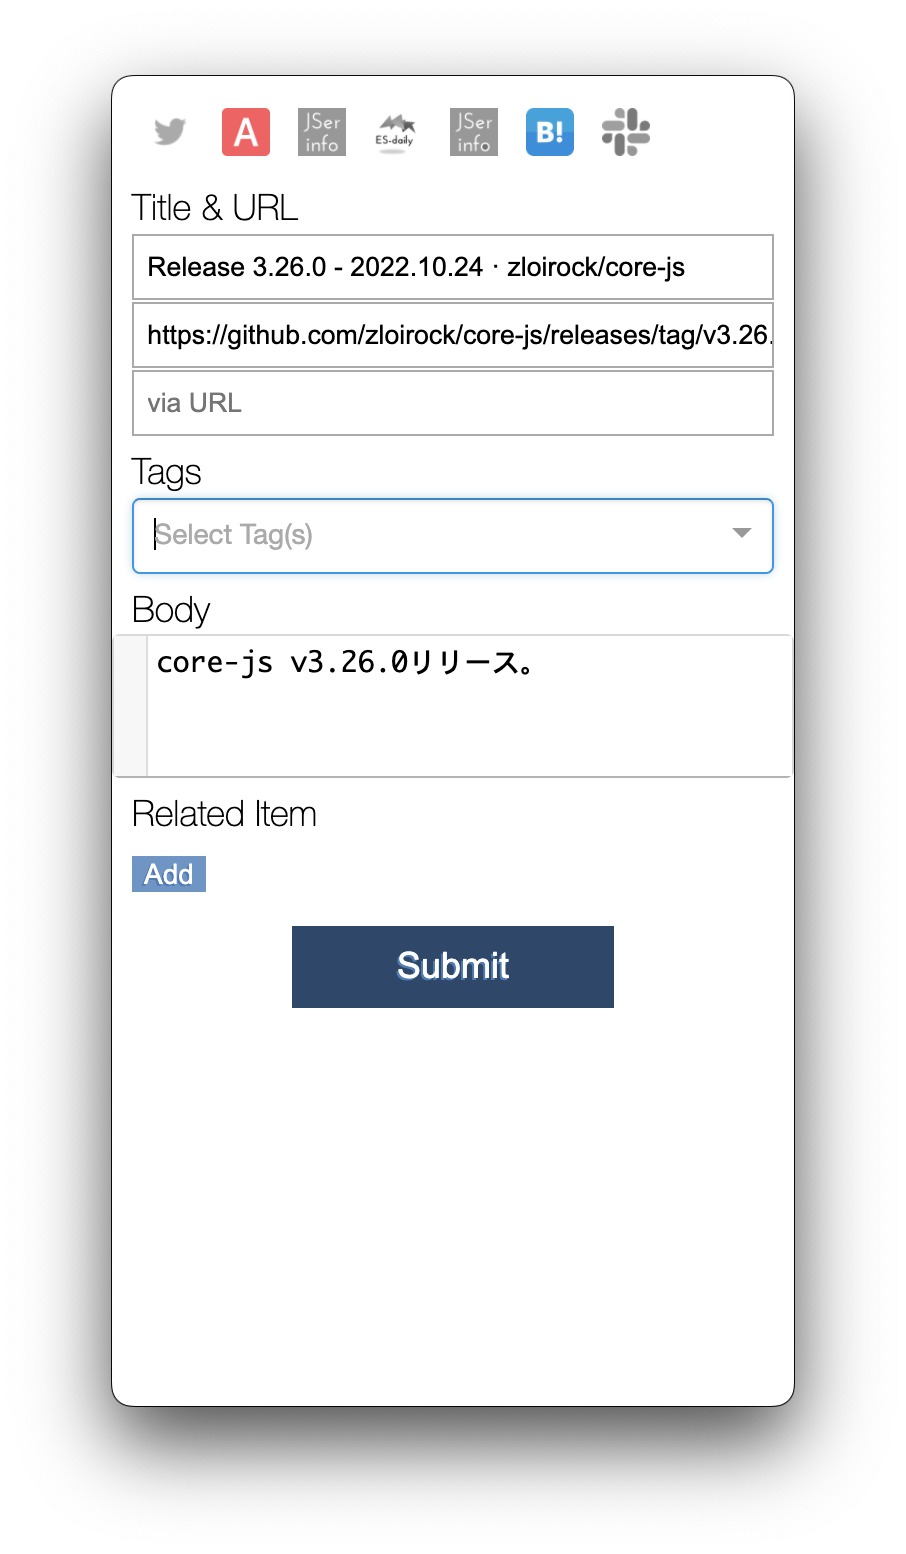 A
JSer
info
ES-daily
JSer
info
B!
Title & URL
Release 3.26.0 - 2022.10.24 · zloirock/core-js
https://github.com/zloirock/core-js/releases/tag/v3.26.
via URL
Tags
Select Tag(s)
Body
core-js v3.26.0リリース。
Related Item
Add
Submit